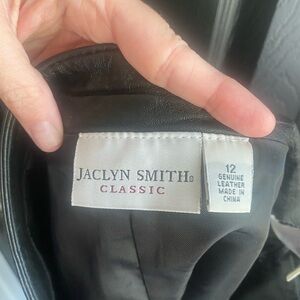 JACLYN SMITH®
CLASSIC
12
GENUINE
LEATHER
MADE IN
CHINA